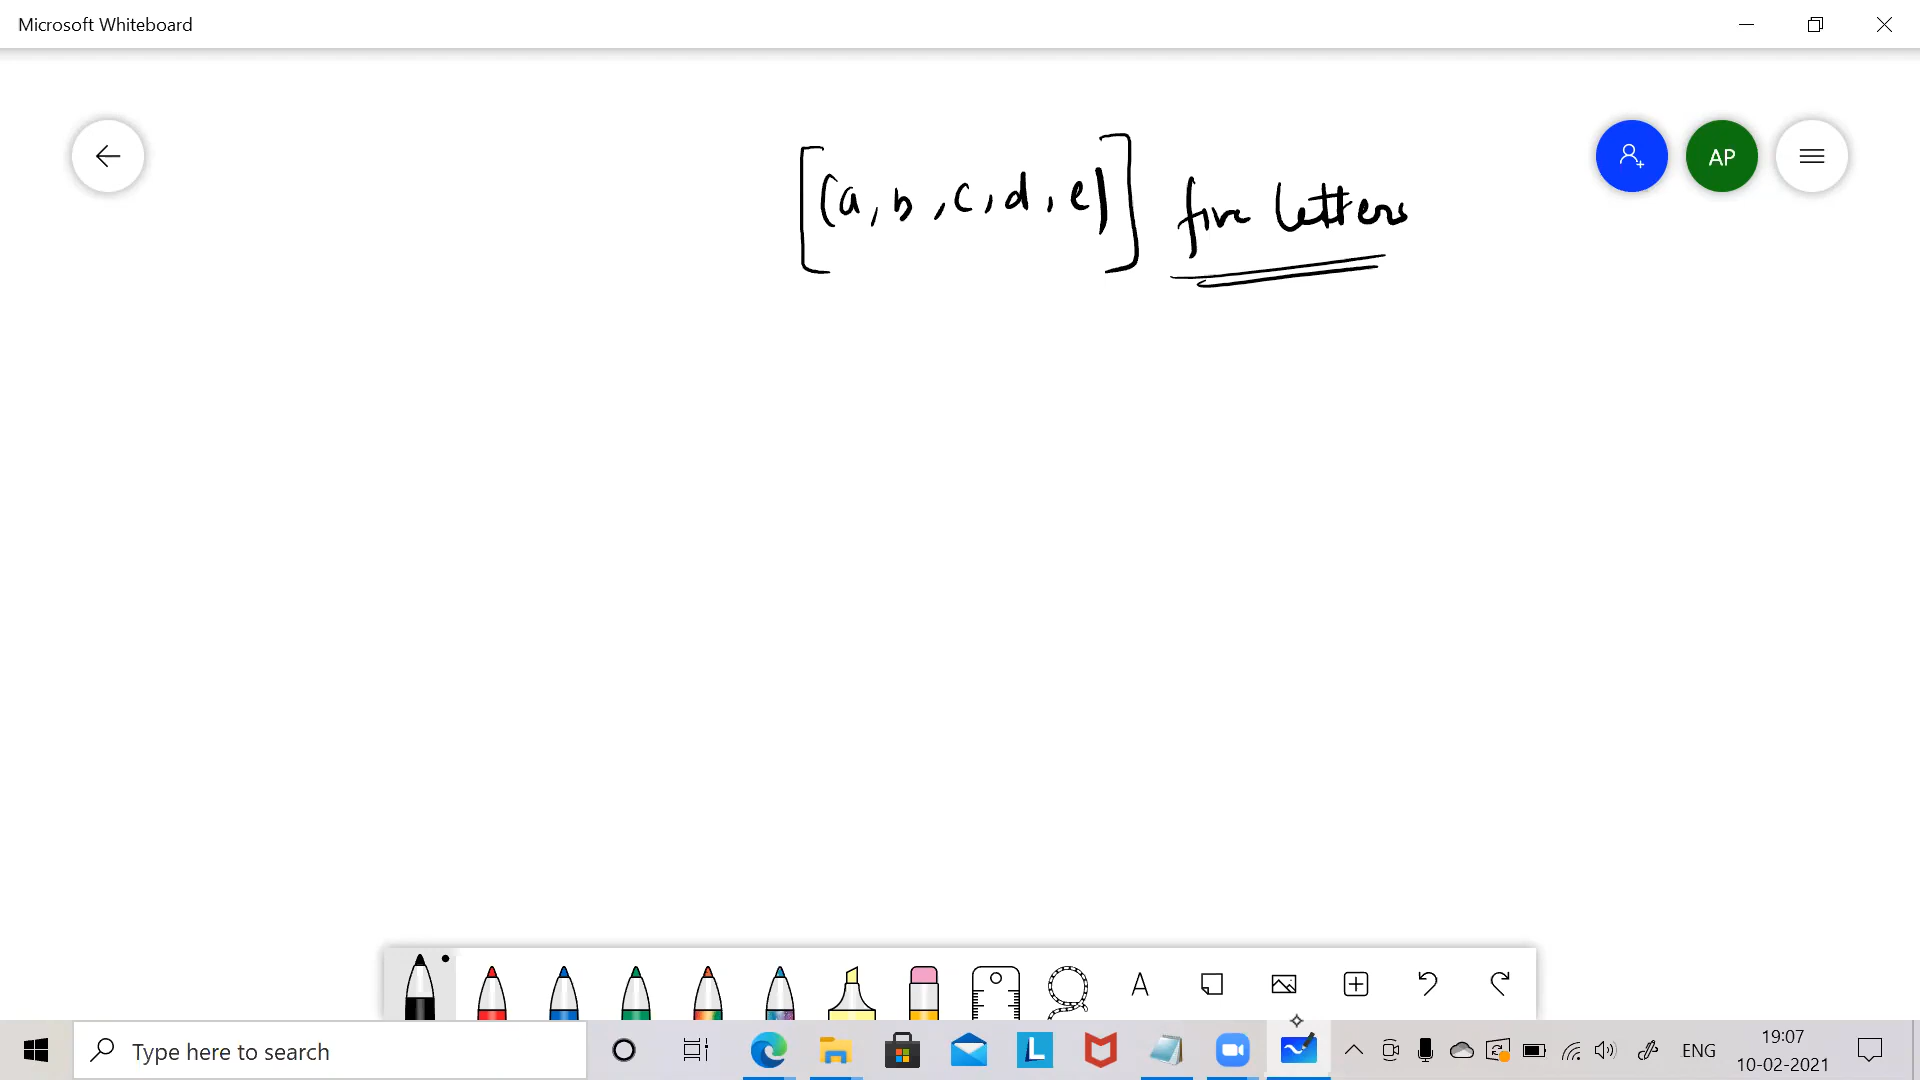 Microsoft Whiteboard
[(a, b, c, d, e)] five letters
AP
A
Type here to search
L
ENG
19:07
10-02-2021